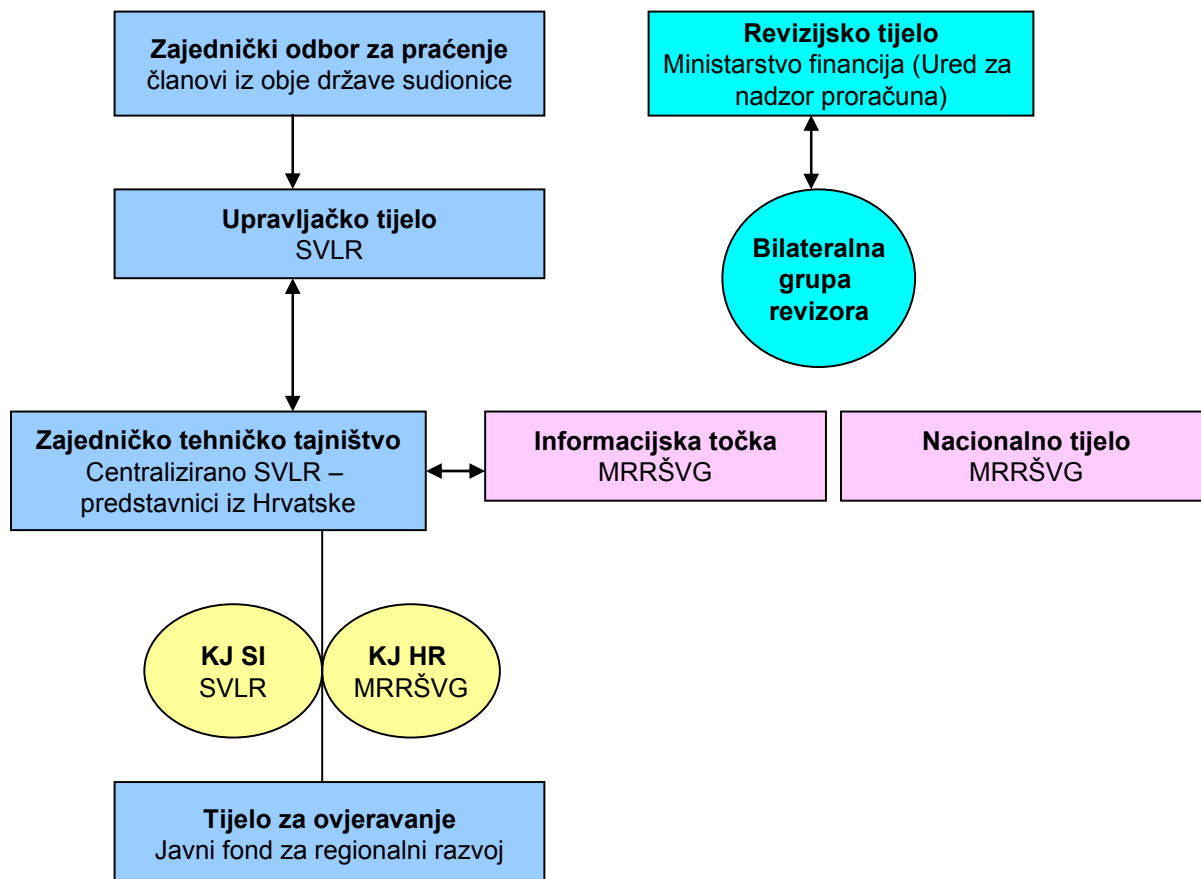 Zajednički odbor za praćenje
članovi iz obje države sudionice
Revizijsko tijelo
Ministarstvo financija (Ured za
nadzor proračuna)
Upravljačko tijelo
SVLR
Bilateralna
grupa
revizora
Zajedničko tehničko tajništvo
Centralizirano SVLR –
predstavnici iz Hrvatske
Informacijska točka
MRRŠVG
Nacionalno tijelo
MRRŠVG
KJ SI
SVLR
KJ HR
MRRŠVG
Tijelo za ovjeravanje
Javni fond za regionalni razvoj